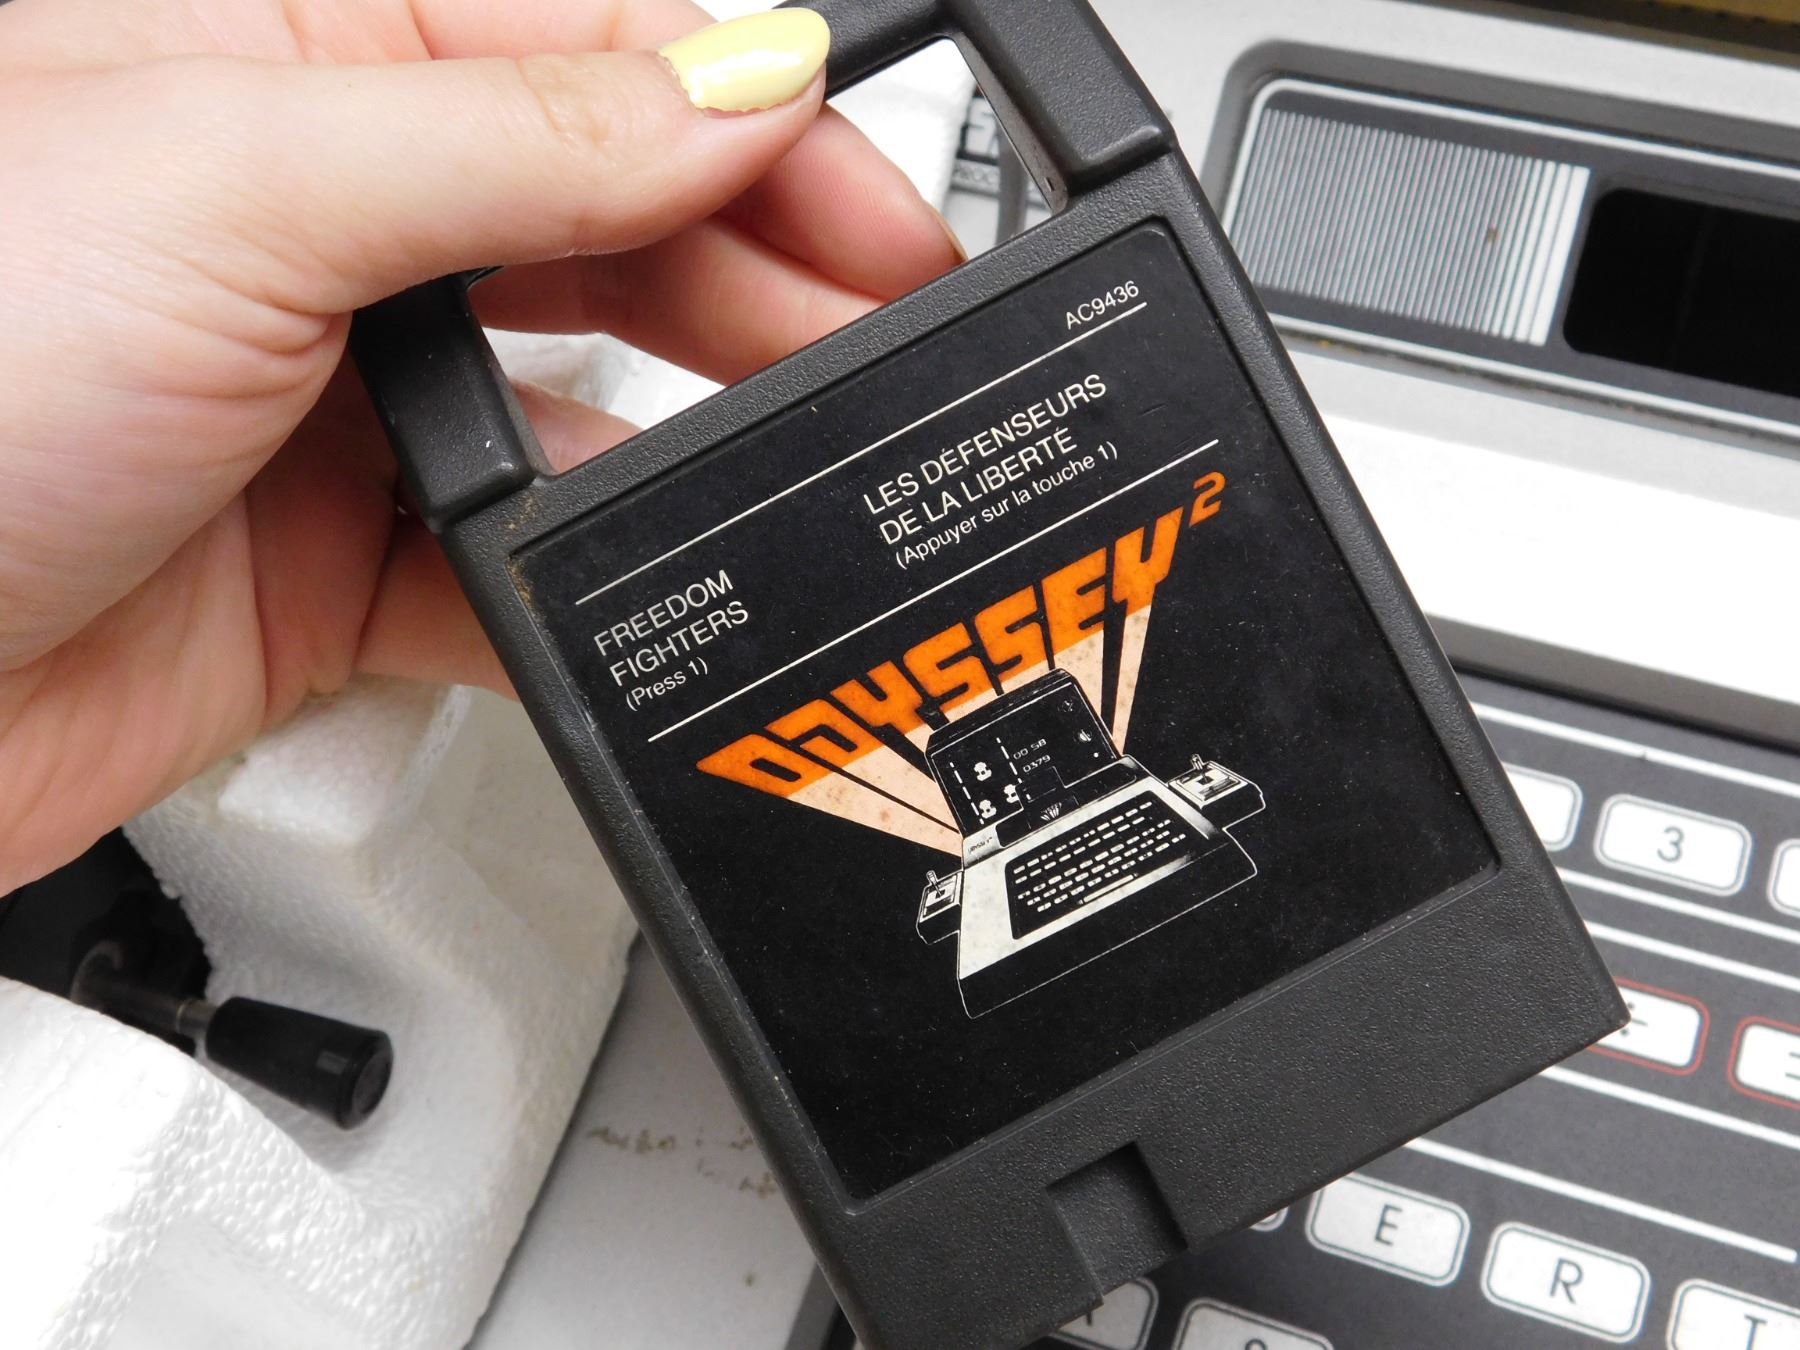 AC9436
FREEDOM
FIGHTERS
(Press 1)
LES DÉFENSEURS
DE LA LIBERTÉ
(Appuyer sur la touche 1)
ODYSSEY²
00 58
0379
3
E
R
T